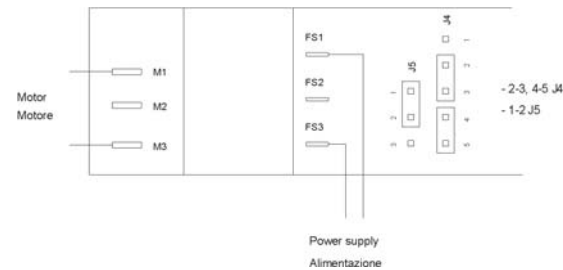 J4
FS1
1
J5
2
M1
Motor
Motore
FS2
1
3
- 2-3, 4-5 J4
M2
- 1-2 J5
2
4
FS3
M3
3
5
Power supply
Alimentazione